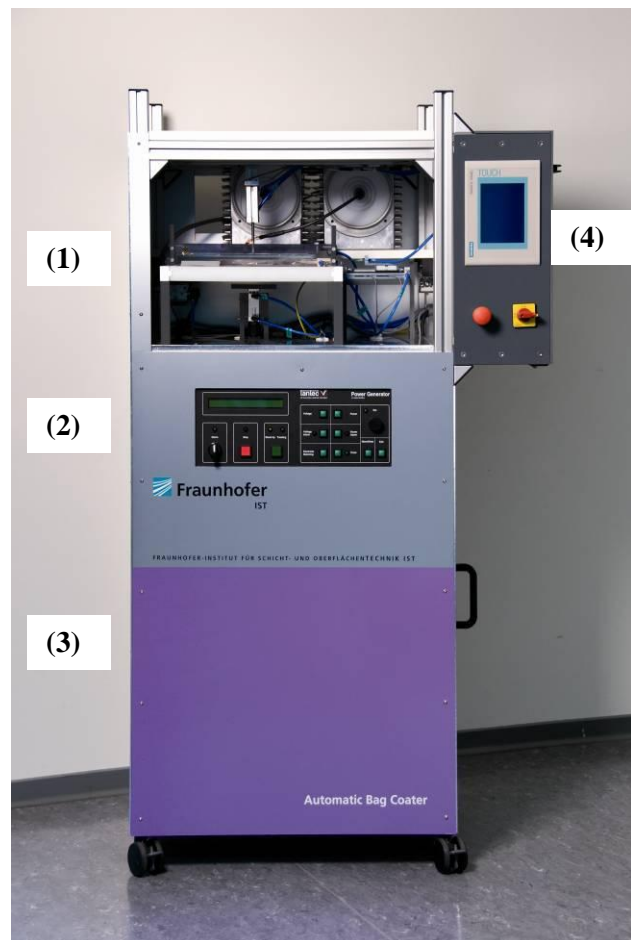 TOUCH
(1)
(4)
(2)
lantec
Power Generator
Fraunhofer
IST
FRAUNHOFER-INSTITUT FÜR SCHICHT- UND OBERFLÄCHENTECHNIK IST
(3)
Automatic Bag Coater